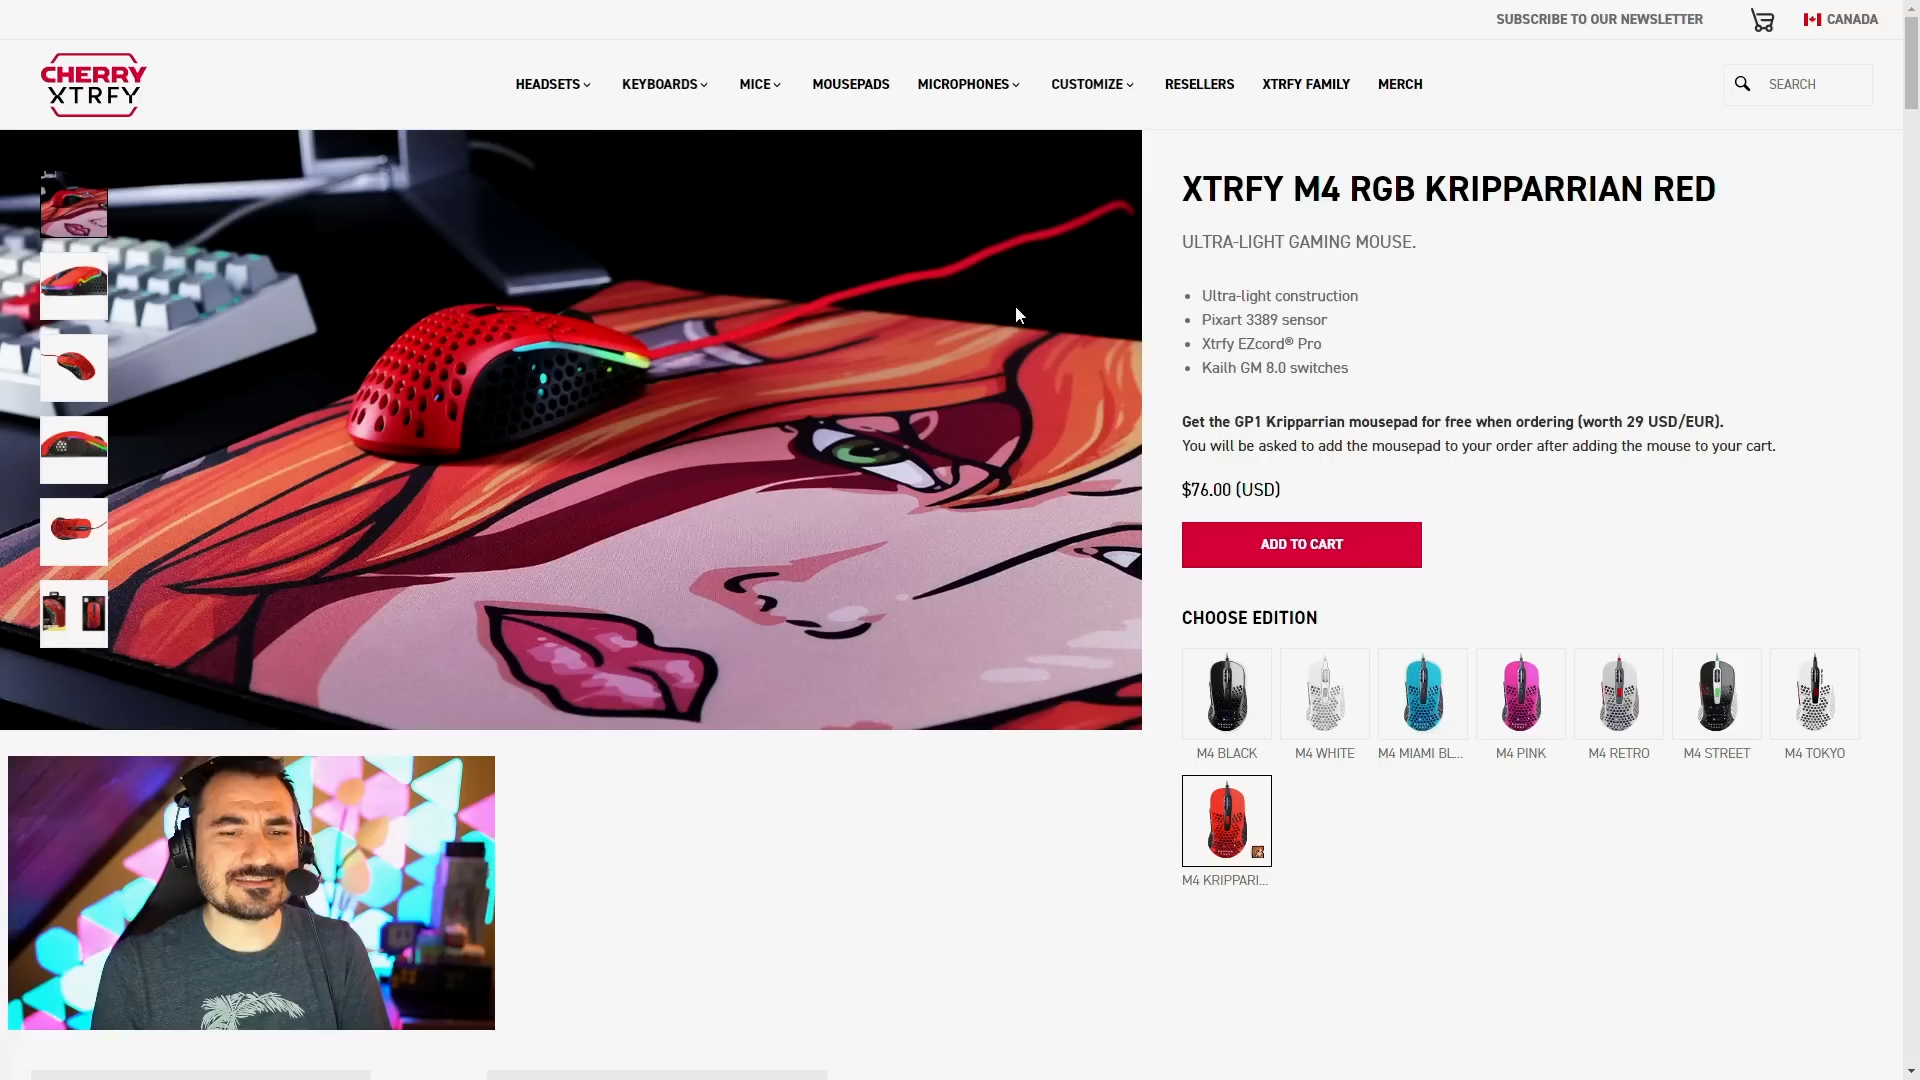 SUBSCRIBE TO OUR NEWSLETTER
CANADA
CHERRY
XTRFY
HEADSETS
KEYBOARDS
MICE
MOUSEPADS
MICROPHONES
CUSTOMIZE
RESELLERS
XTRFY FAMILY
MERCH
SEARCH
XTRFY M4 RGB KRIPPARRIAN RED
ULTRA-LIGHT GAMING MOUSE.
• Ultra-light construction
• Pixart 3389 sensor
• Xtrfy EZcord® Pro
• Kailh GM 8.0 switches
Get the GP1 Kripparrian mousepad for free when ordering (worth 29 USD/EUR).
You will be asked to add the mousepad to your order after adding the mouse to your cart.
$76.00 (USD)
ADD TO CART
CHOOSE EDITION
M4 BLACK
M4 WHITE
M4 MIAMI BL...
M4 PINK
M4 RETRO
M4 STREET
M4 TOKYO
M4 KRIPPARI...